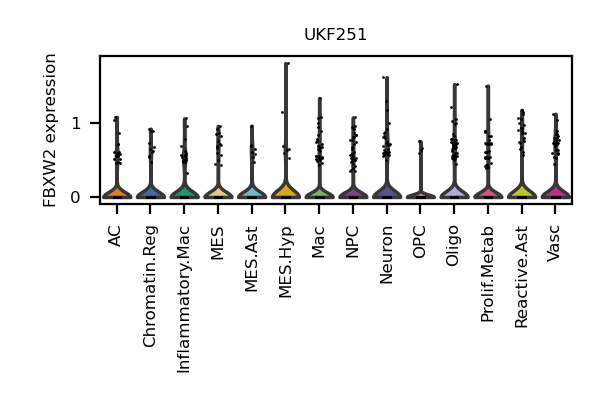 UKF251
FBXW2 expression
1
0
AC
Chromatin.Reg
Inflammatory.Mac
MES
MES.Ast
MES.Hyp
Mac
NPC
Neuron
OPC
Oligo
Prolif.Metab
Reactive.Ast
Vasc